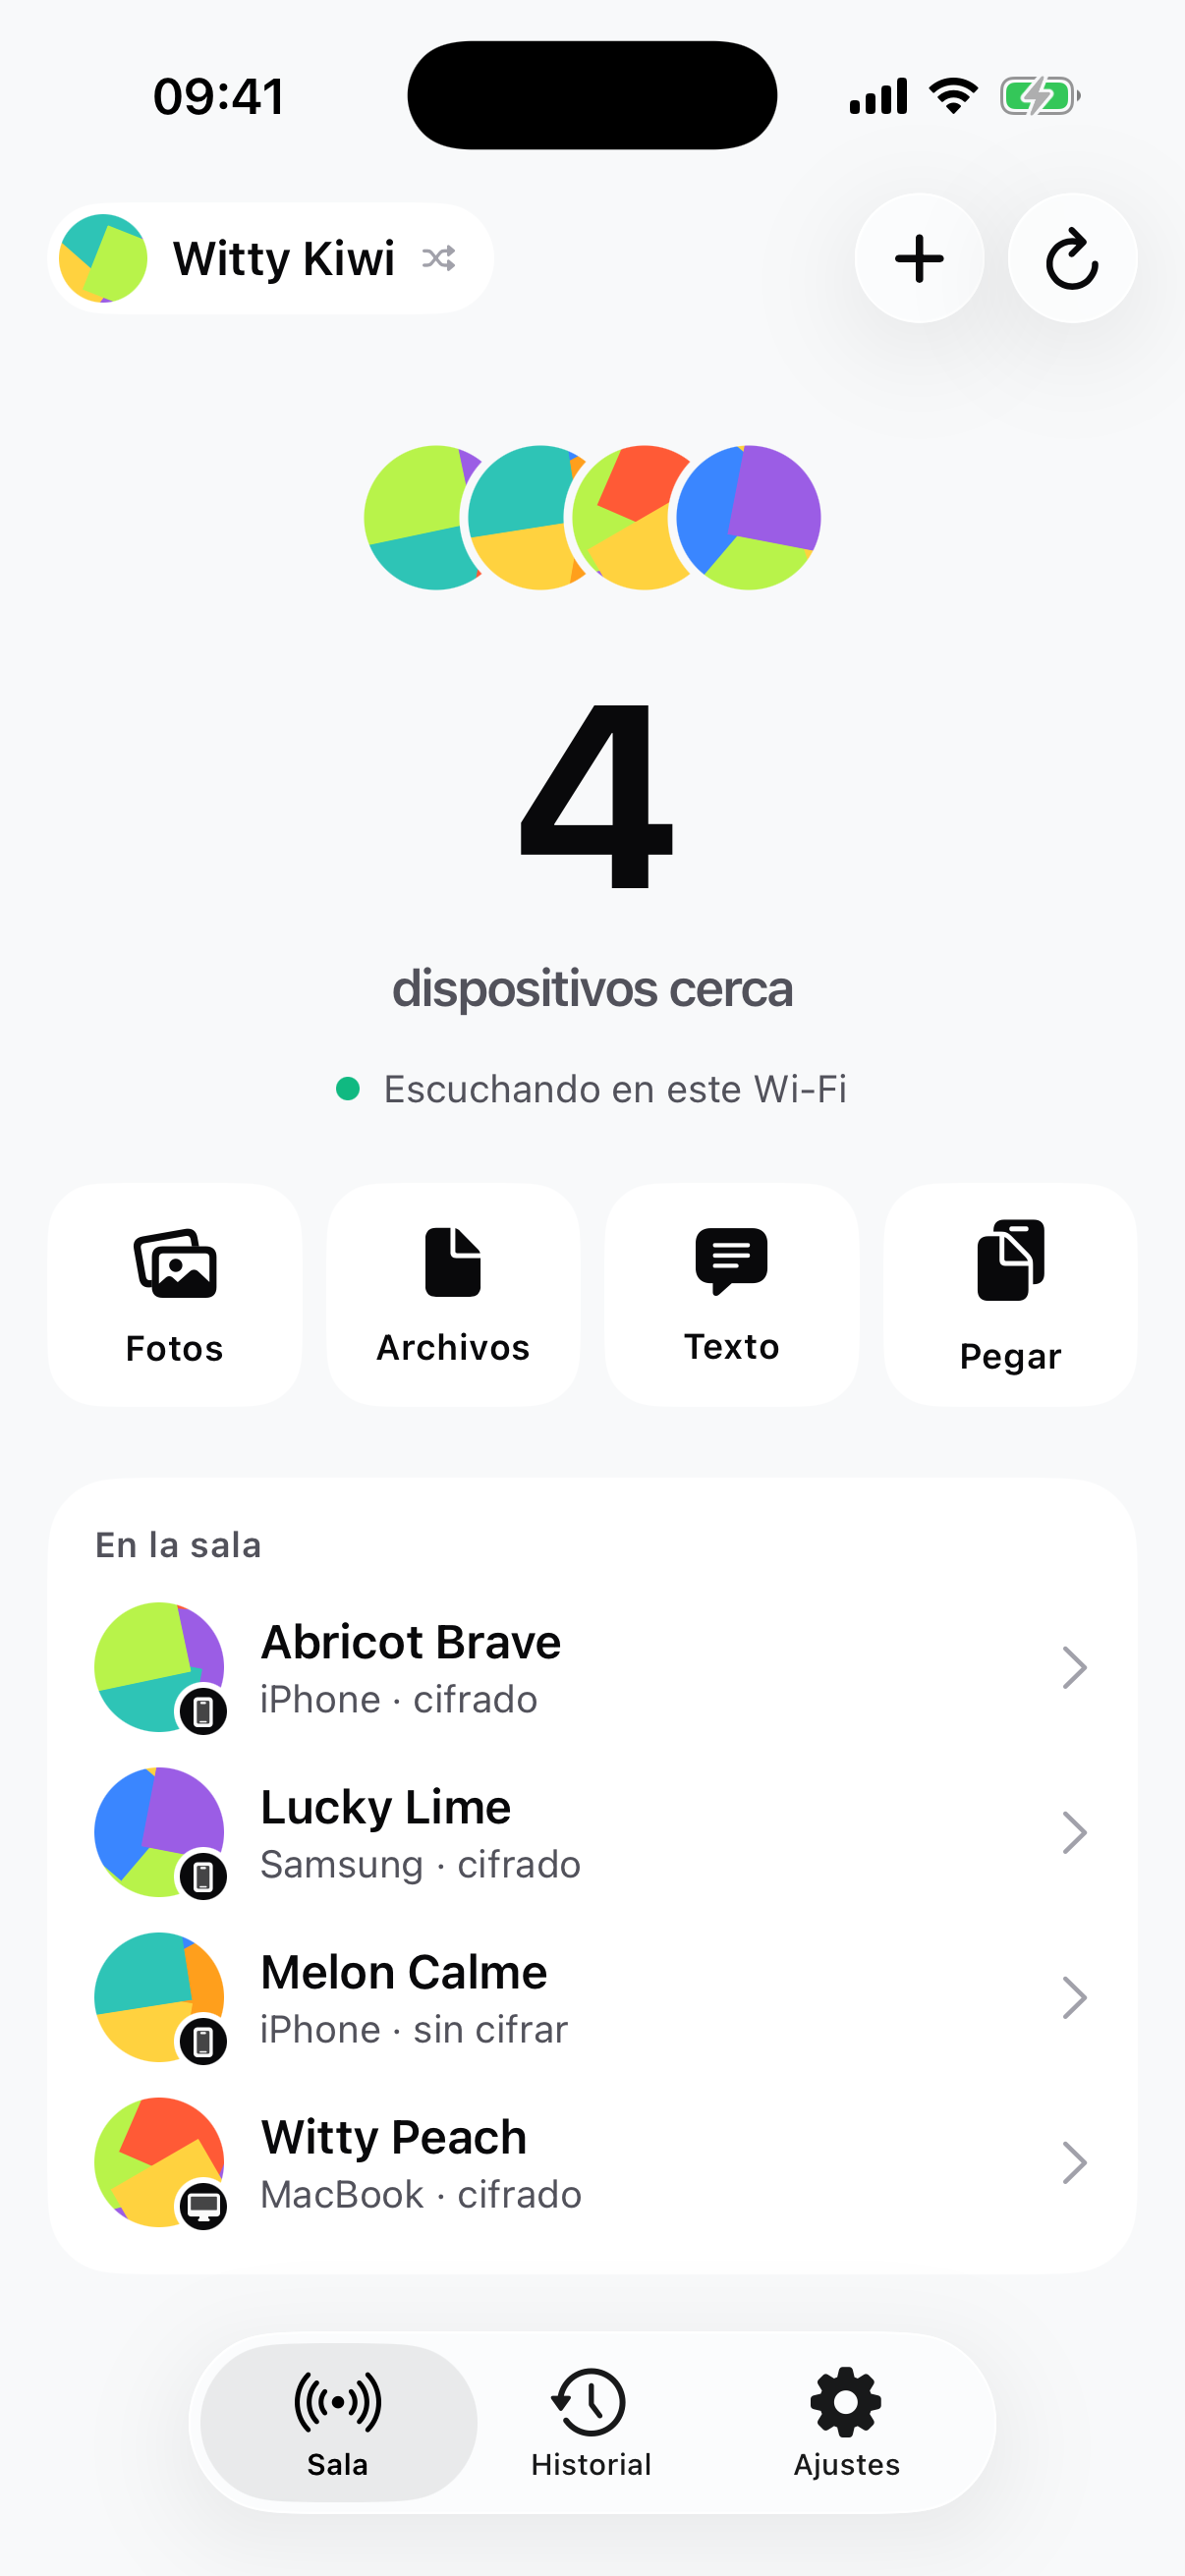 09:41
Witty Kiwi
4
dispositivos cerca
Escuchando en este Wi-Fi
Fotos
Archivos
Texto
Pegar
En la sala
Abricot Brave
iPhone · cifrado
Lucky Lime
Samsung · cifrado
Melon Calme
iPhone · sin cifrar
Witty Peach
MacBook · cifrado
Sala
Historial
Ajustes